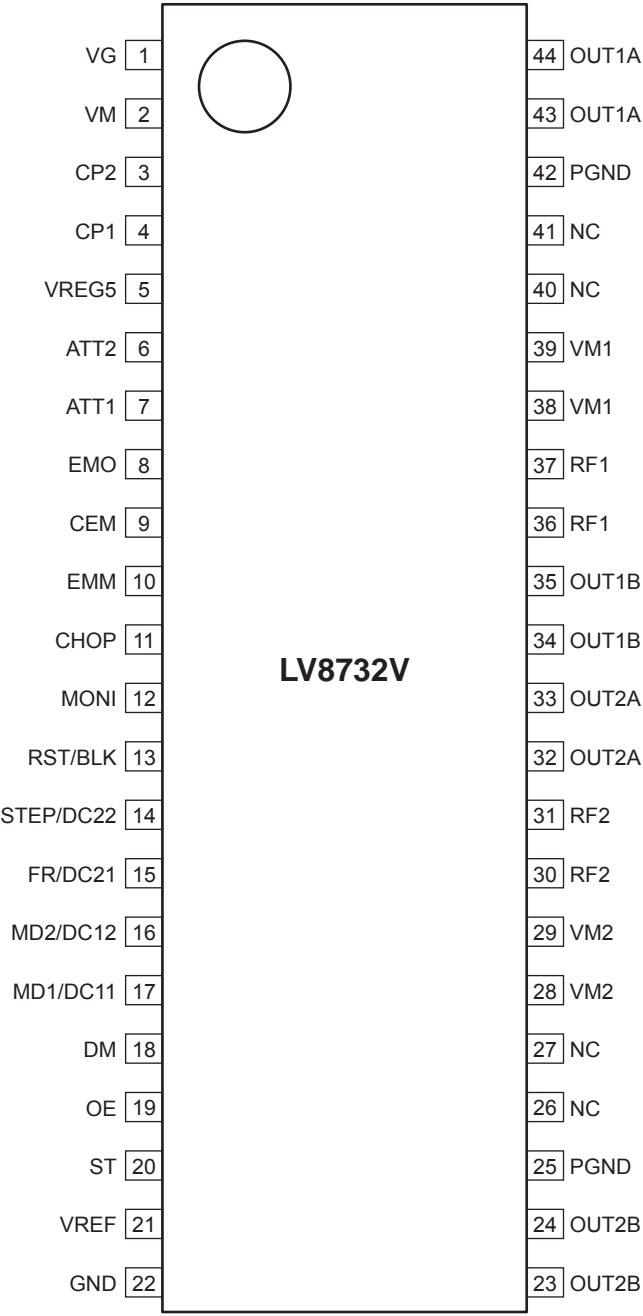 VG 1 44 OUT1A
VM 2 43 OUT1A
CP2 3 42 PGND
CP1 4 41 NC
VREG5 5 40 NC
ATT2 6 39 VM1
ATT1 7 38 VM1
EMO 8 37 RF1
CEM 9 36 RF1
EMM 10 35 OUT1B
CHOP 11 34 OUT1B
LV8732V
MONI 12 33 OUT2A
RST/BLK 13 32 OUT2A
STEP/DC22 14 31 RF2
FR/DC21 15 30 RF2
MD2/DC12 16 29 VM2
MD1/DC11 17 28 VM2
DM 18 27 NC
OE 19 26 NC
ST 20 25 PGND
VREF 21 24 OUT2B
GND 22 23 OUT2B